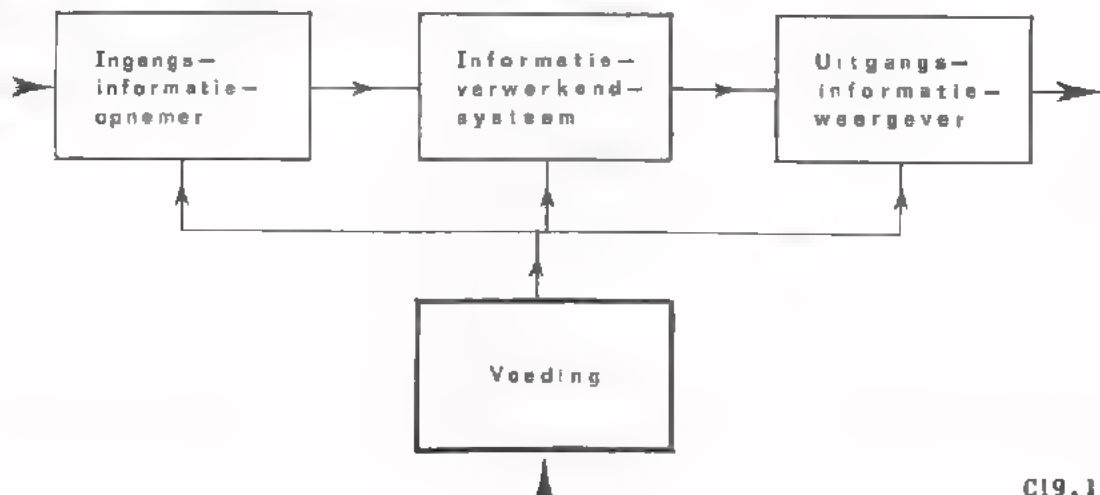 Ingangs-
informatie-
opnemer
Informatie-
verwerkend-
systeem
Uitgangs-
informatie-
weergever
Voeding
C19.1